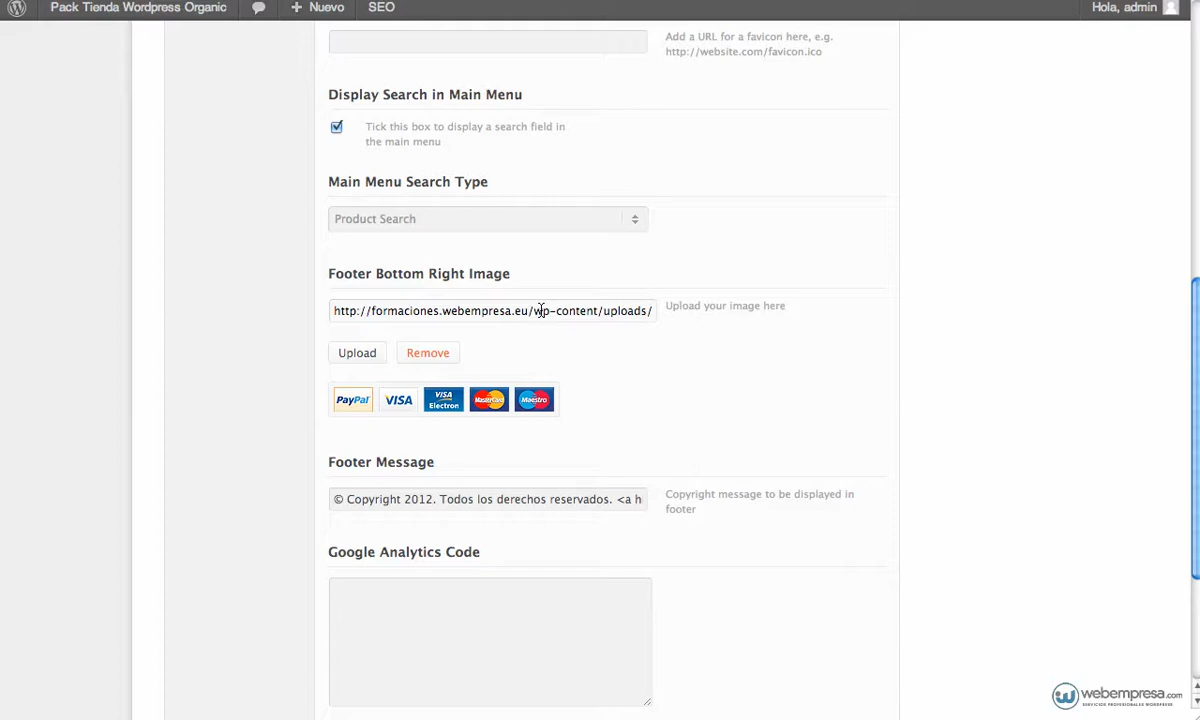 Pack Tienda Wordpress Organic
Nuevo
SEO
Hola, admin
Add a URL for a favicon here, e.g.
http://website.com/favicon.ico
Display Search in Main Menu
Tick this box to display a search field in
the main menu
Main Menu Search Type
Product Search
Footer Bottom Right Image
http://formaciones.webempresa.eu/wp-content/uploads/
Upload your image here
Upload
Remove
PayPal VISA VISA Electron MasterCard Maestro
Footer Message
© Copyright 2012. Todos los derechos reservados. <a h
Copyright message to be displayed in
footer
Google Analytics Code
webempresa.com
SERVICIOS PROFESIONALES WORDPRESS